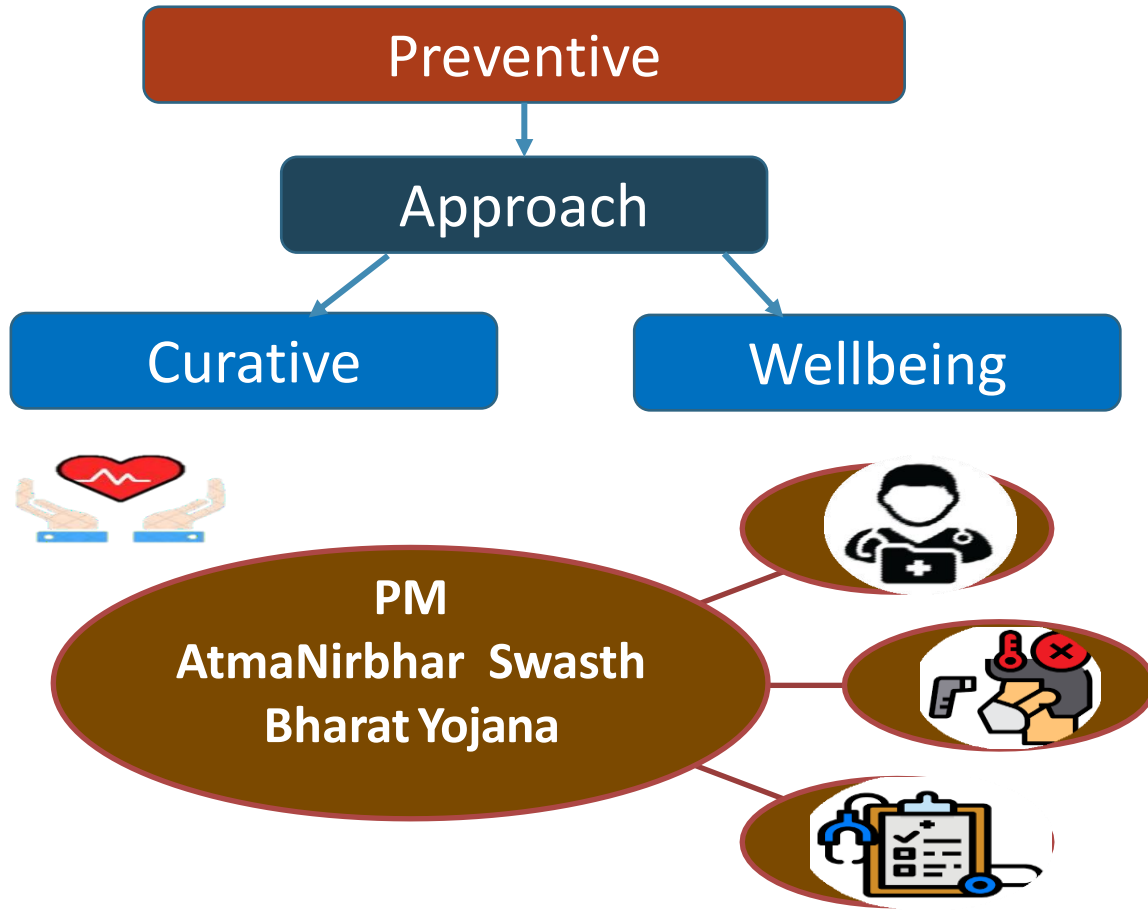 Preventive
Approach
Curative
Wellbeing
PM
AtmaNirbhar Swasth
Bharat Yojana